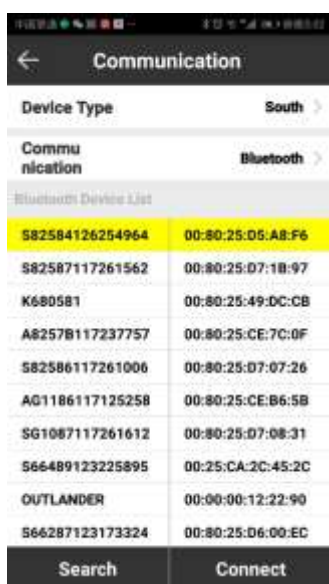 Communication
Device Type South
Commu
nication
Bluetooth
Bluetooth Device List
S82584126254964 00:80:25:D5:A8:F6
S82587117261562 00:80:25:D7:1B:97
K680581 00:80:25:49:DC:CB
A8257B117237757 00:80:25:CE:7C:0F
S82586117261006 00:80:25:D7:07:26
AG1186117125258 00:80:25:CE:B6:5B
SG1087117261612 00:80:25:D7:08:31
S66489123225895 00:25:CA:2C:45:2C
OUTLANDER 00:00:00:12:22:90
S66287123173324 00:80:25:D6:00:EC
Search Connect